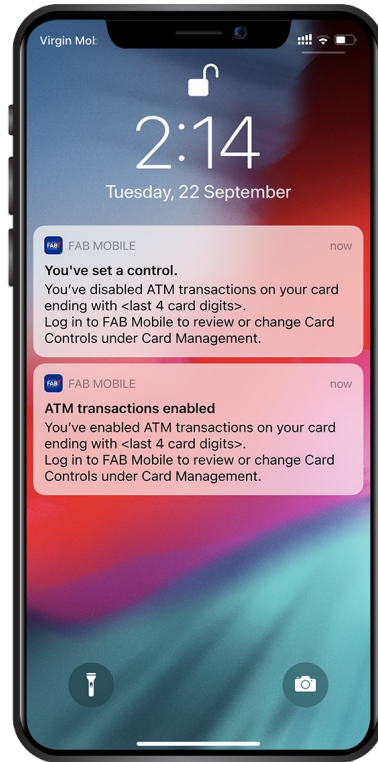 Virgin Mob
2:14
Tuesday, 22 September
FAB FAB MOBILE now
You've set a control.
You've disabled ATM transactions on your card
ending with <last 4 card digits>.
Log in to FAB Mobile to review or change Card
Controls under Card Management.
FAB FAB MOBILE now
ATM transactions enabled
You've enabled ATM transactions on your card
ending with <last 4 card digits>.
Log in to FAB Mobile to review or change Card
Controls under Card Management.